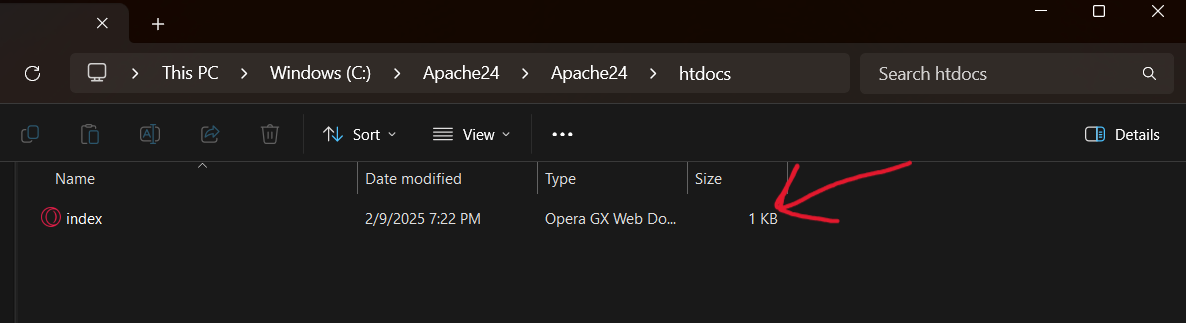 This PC > Windows (C:) > Apache24 > Apache24 > htdocs
Search htdocs
Sort
View
Details
Name Date modified Type Size
index 2/9/2025 7:22 PM Opera GX Web Do... 1 KB